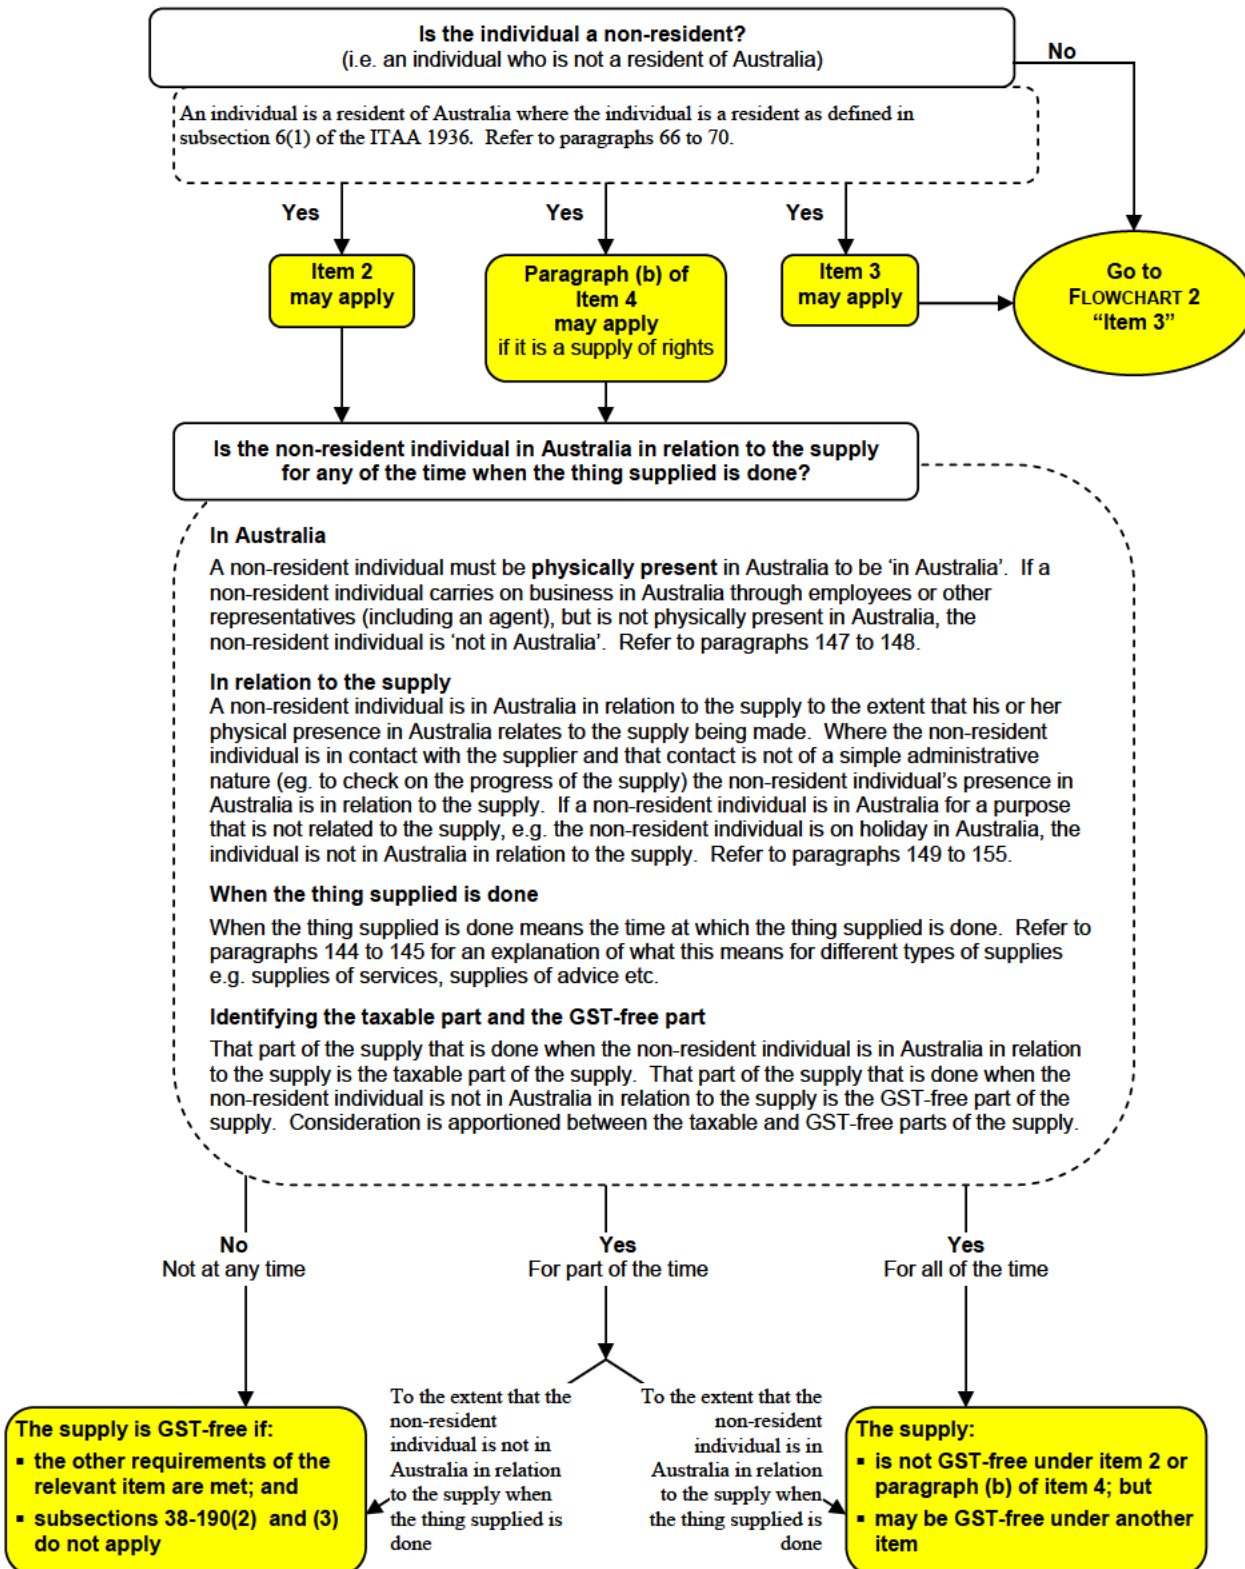 Is the individual a non-resident?
(i.e. an individual who is not a resident of Australia)
No
An individual is a resident of Australia where the individual is a resident as defined in
subsection 6(1) of the ITAA 1936.  Refer to paragraphs 66 to 70.
Yes
Yes
Yes
Item 2
may apply
Paragraph (b) of
Item 4
may apply
if it is a supply of rights
Item 3
may apply
Go to
FLOWCHART 2
“Item 3”
Is the non-resident individual in Australia in relation to the supply
for any of the time when the thing supplied is done?
In Australia
A non-resident individual must be physically present in Australia to be ‘in Australia’.  If a
non-resident individual carries on business in Australia through employees or other
representatives (including an agent), but is not physically present in Australia, the
non-resident individual is ‘not in Australia’.  Refer to paragraphs 147 to 148.
In relation to the supply
A non-resident individual is in Australia in relation to the supply to the extent that his or her
physical presence in Australia relates to the supply being made.  Where the non-resident
individual is in contact with the supplier and that contact is not of a simple administrative
nature (eg. to check on the progress of the supply) the non-resident individual’s presence in
Australia is in relation to the supply.  If a non-resident individual is in Australia for a purpose
that is not related to the supply, e.g. the non-resident individual is on holiday in Australia, the
individual is not in Australia in relation to the supply.  Refer to paragraphs 149 to 155.
When the thing supplied is done
When the thing supplied is done means the time at which the thing supplied is done.  Refer to
paragraphs 144 to 145 for an explanation of what this means for different types of supplies
e.g. supplies of services, supplies of advice etc.
Identifying the taxable part and the GST-free part
That part of the supply that is done when the non-resident individual is in Australia in relation
to the supply is the taxable part of the supply.  That part of the supply that is done when the
non-resident individual is not in Australia in relation to the supply is the GST-free part of the
supply.  Consideration is apportioned between the taxable and GST-free parts of the supply.
No
Not at any time
Yes
For part of the time
Yes
For all of the time
The supply is GST-free if:
▪ the other requirements of the
relevant item are met; and
▪ subsections 38-190(2)  and (3)
do not apply
To the extent that the
non-resident
individual is not in
Australia in relation
to the supply when
the thing supplied is
done
To the extent that the
non-resident
individual is in
Australia in relation
to the supply when
the thing supplied is
done
The supply:
▪ is not GST-free under item 2 or
paragraph (b) of item 4; but
▪ may be GST-free under another
item